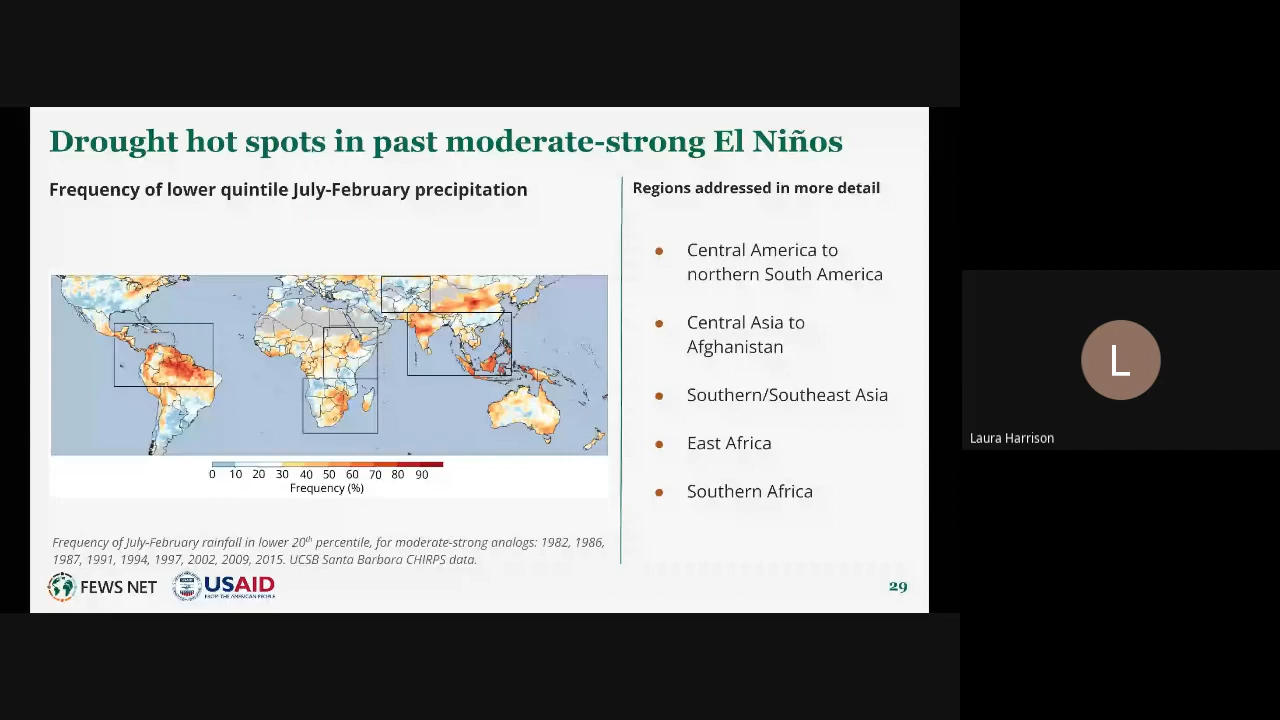 Drought hot spots in past moderate-strong El Niños
Frequency of lower quintile July-February precipitation
0 10 20 30 40 50 60 70 80 90
Frequency (%)
Frequency of July-February rainfall in lower 20th percentile, for moderate-strong analogs: 1982, 1986,
1987, 1991, 1994, 1997, 2002, 2009, 2015. UCSB Santa Barbara CHIRPS data.
Regions addressed in more detail
• Central America to
northern South America
• Central Asia to
Afghanistan
• Southern/Southeast Asia
• East Africa
• Southern Africa
FEWS NET
USAID
FROM THE AMERICAN PEOPLE
29
L
Laura Harrison